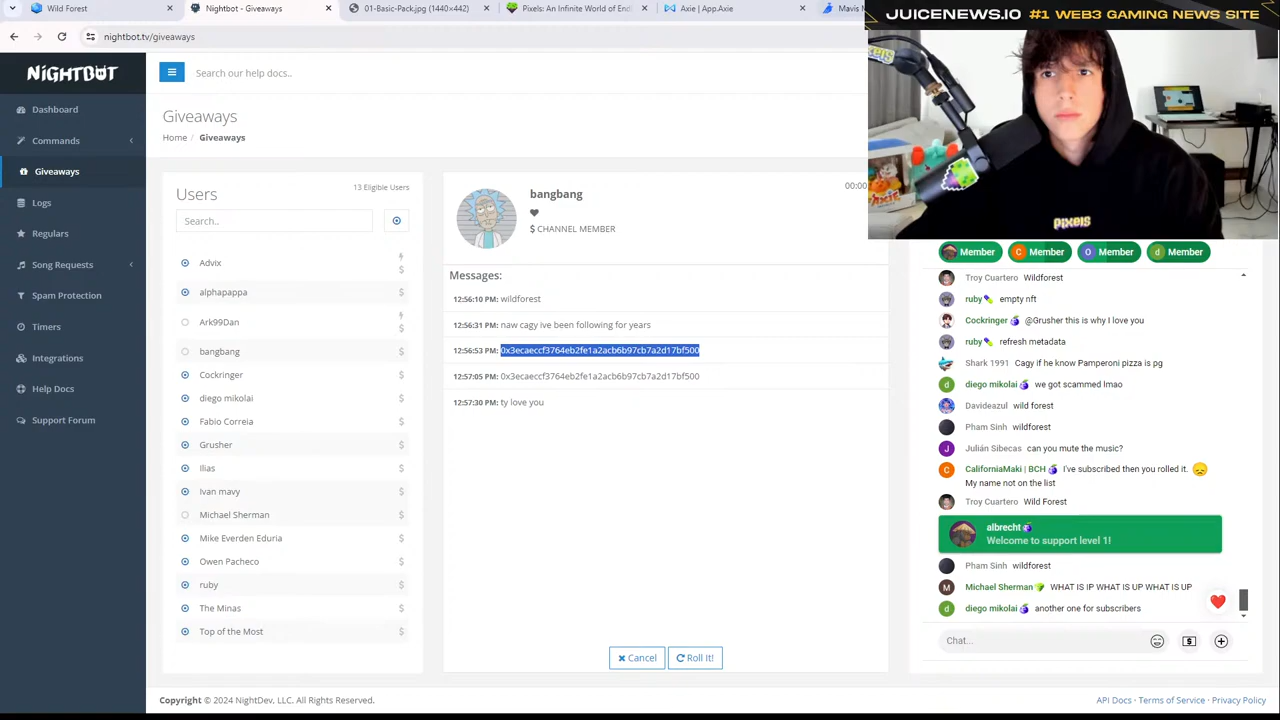 Wild Forest
Nightbot - Giveaways
01-Basic-Pack.jpg (1440×442)
Pixels: An Infinite World of End
Axie | App.Axie
Mavis
nightbot.tv/giveaways
JUICENEWS.IO #1 WEB3 GAMING NEWS SITE
NiGHTBOT
Search our help docs..
Dashboard
Commands
Giveaways
Logs
Regulars
Song Requests
Spam Protection
Timers
Integrations
Help Docs
Support Forum
Giveaways
Home / Giveaways
Users
13 Eligible Users
Search..
Advix
alphapappa
Ark99Dan
bangbang
Cockringer
diego mikolai
Fabio Correia
Grusher
Ilias
Ivan mavy
Michael Sherman
Mike Everden Eduria
Owen Pacheco
ruby
The Minas
Top of the Most
bangbang
$ CHANNEL MEMBER
00:00
Messages:
12:56:10 PM: wildforest
12:56:31 PM: naw cagy ive been following for years
12:56:53 PM: 0x3ecaeccf3764eb2fe1a2acb6b97cb7a2d17bf500
12:57:05 PM: 0x3ecaeccf3764eb2fe1a2acb6b97cb7a2d17bf500
12:57:30 PM: ty love you
Cancel
Roll It!
pixels
Member
C Member
O Member
d Member
Troy Cuartero Wildforest
ruby empty nft
Cockringer @Grusher this is why I love you
ruby refresh metadata
Shark 1991 Cagy if he know Pamperoni pizza is pg
diego mikolai we got scammed lmao
Davideazul wild forest
Pham Sinh wildforest
Julián Sibecas can you mute the music?
CaliforniaMaki | BCH I've subscribed then you rolled it.
My name not on the list
Troy Cuartero Wild Forest
albrecht
Welcome to support level 1!
Pham Sinh wildforest
Michael Sherman WHAT IS IP WHAT IS UP WHAT IS UP
diego mikolai another one for subscribers
Chat...
Copyright © 2024 NightDev, LLC. All Rights Reserved.
API Docs · Terms of Service · Privacy Policy